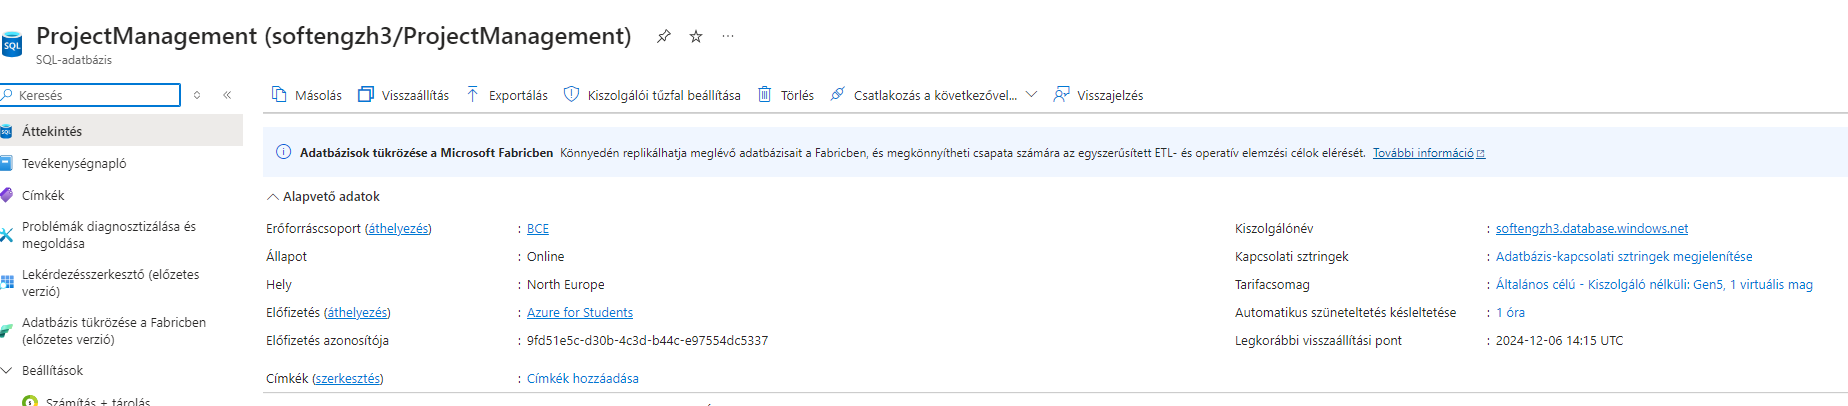 ProjectManagement (softengzh3/ProjectManagement)
SQL-adatbázis
Keresés
Másolás Visszaállítás Exportálás Kiszolgálói tűzfal beállítása Törlés Csatlakozás a következővel... Visszajelzés
Áttekintés
Tevékenységnapló
Címkék
Problémák diagnosztizálása és
megoldása
Lekérdezésszerkesztő (előzetes
verzió)
Adatbázis tükrözése a Fabricben
(előzetes verzió)
Beállítások
Számítás + tárolás
Adatbázisok tükrözése a Microsoft Fabricben Könnyedén replikálhatja meglévő adatbázisait a Fabricben, és megkönnyítheti csapata számára az egyszerűsített ETL- és operatív elemzési célok elérését. További információ
Alapvető adatok
Erőforráscsoport (áthelyezés) : BCE
Állapot : Online
Hely : North Europe
Előfizetés (áthelyezés) : Azure for Students
Előfizetés azonosítója : 9fd51e5c-d30b-4c3d-b44c-e97554dc5337
Címkék (szerkesztés) : Címkék hozzáadása
Kiszolgálónév : softengzh3.database.windows.net
Kapcsolati sztringek : Adatbázis-kapcsolati sztringek megjelenítése
Tarifacsomag : Általános célú - Kiszolgáló nélküli: Gen5, 1 virtuális mag
Automatikus szüneteltetés késleltetése : 1 óra
Legkorábbi visszaállítási pont : 2024-12-06 14:15 UTC